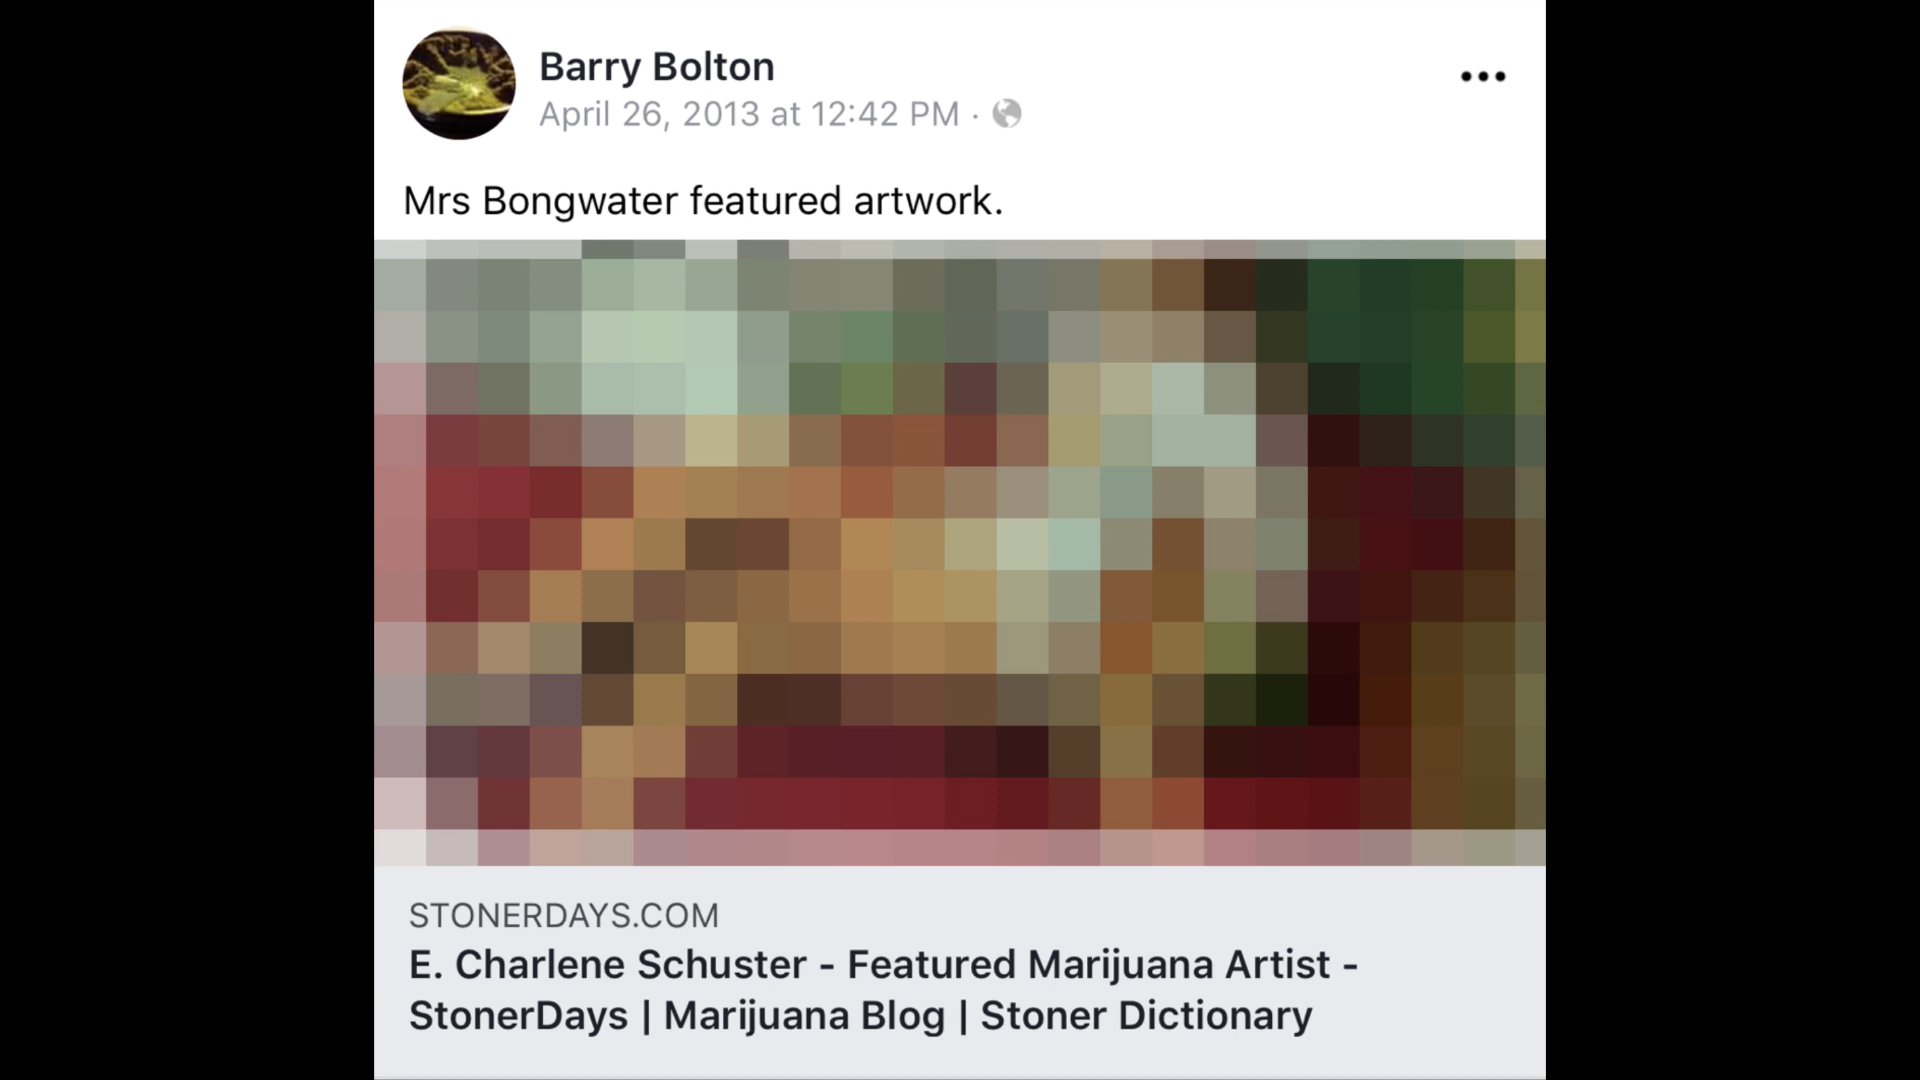 Barry Bolton
April 26, 2013 at 12:42 PM ·
Mrs Bongwater featured artwork.
STONERDAYS.COM
E. Charlene Schuster - Featured Marijuana Artist -
StonerDays | Marijuana Blog | Stoner Dictionary